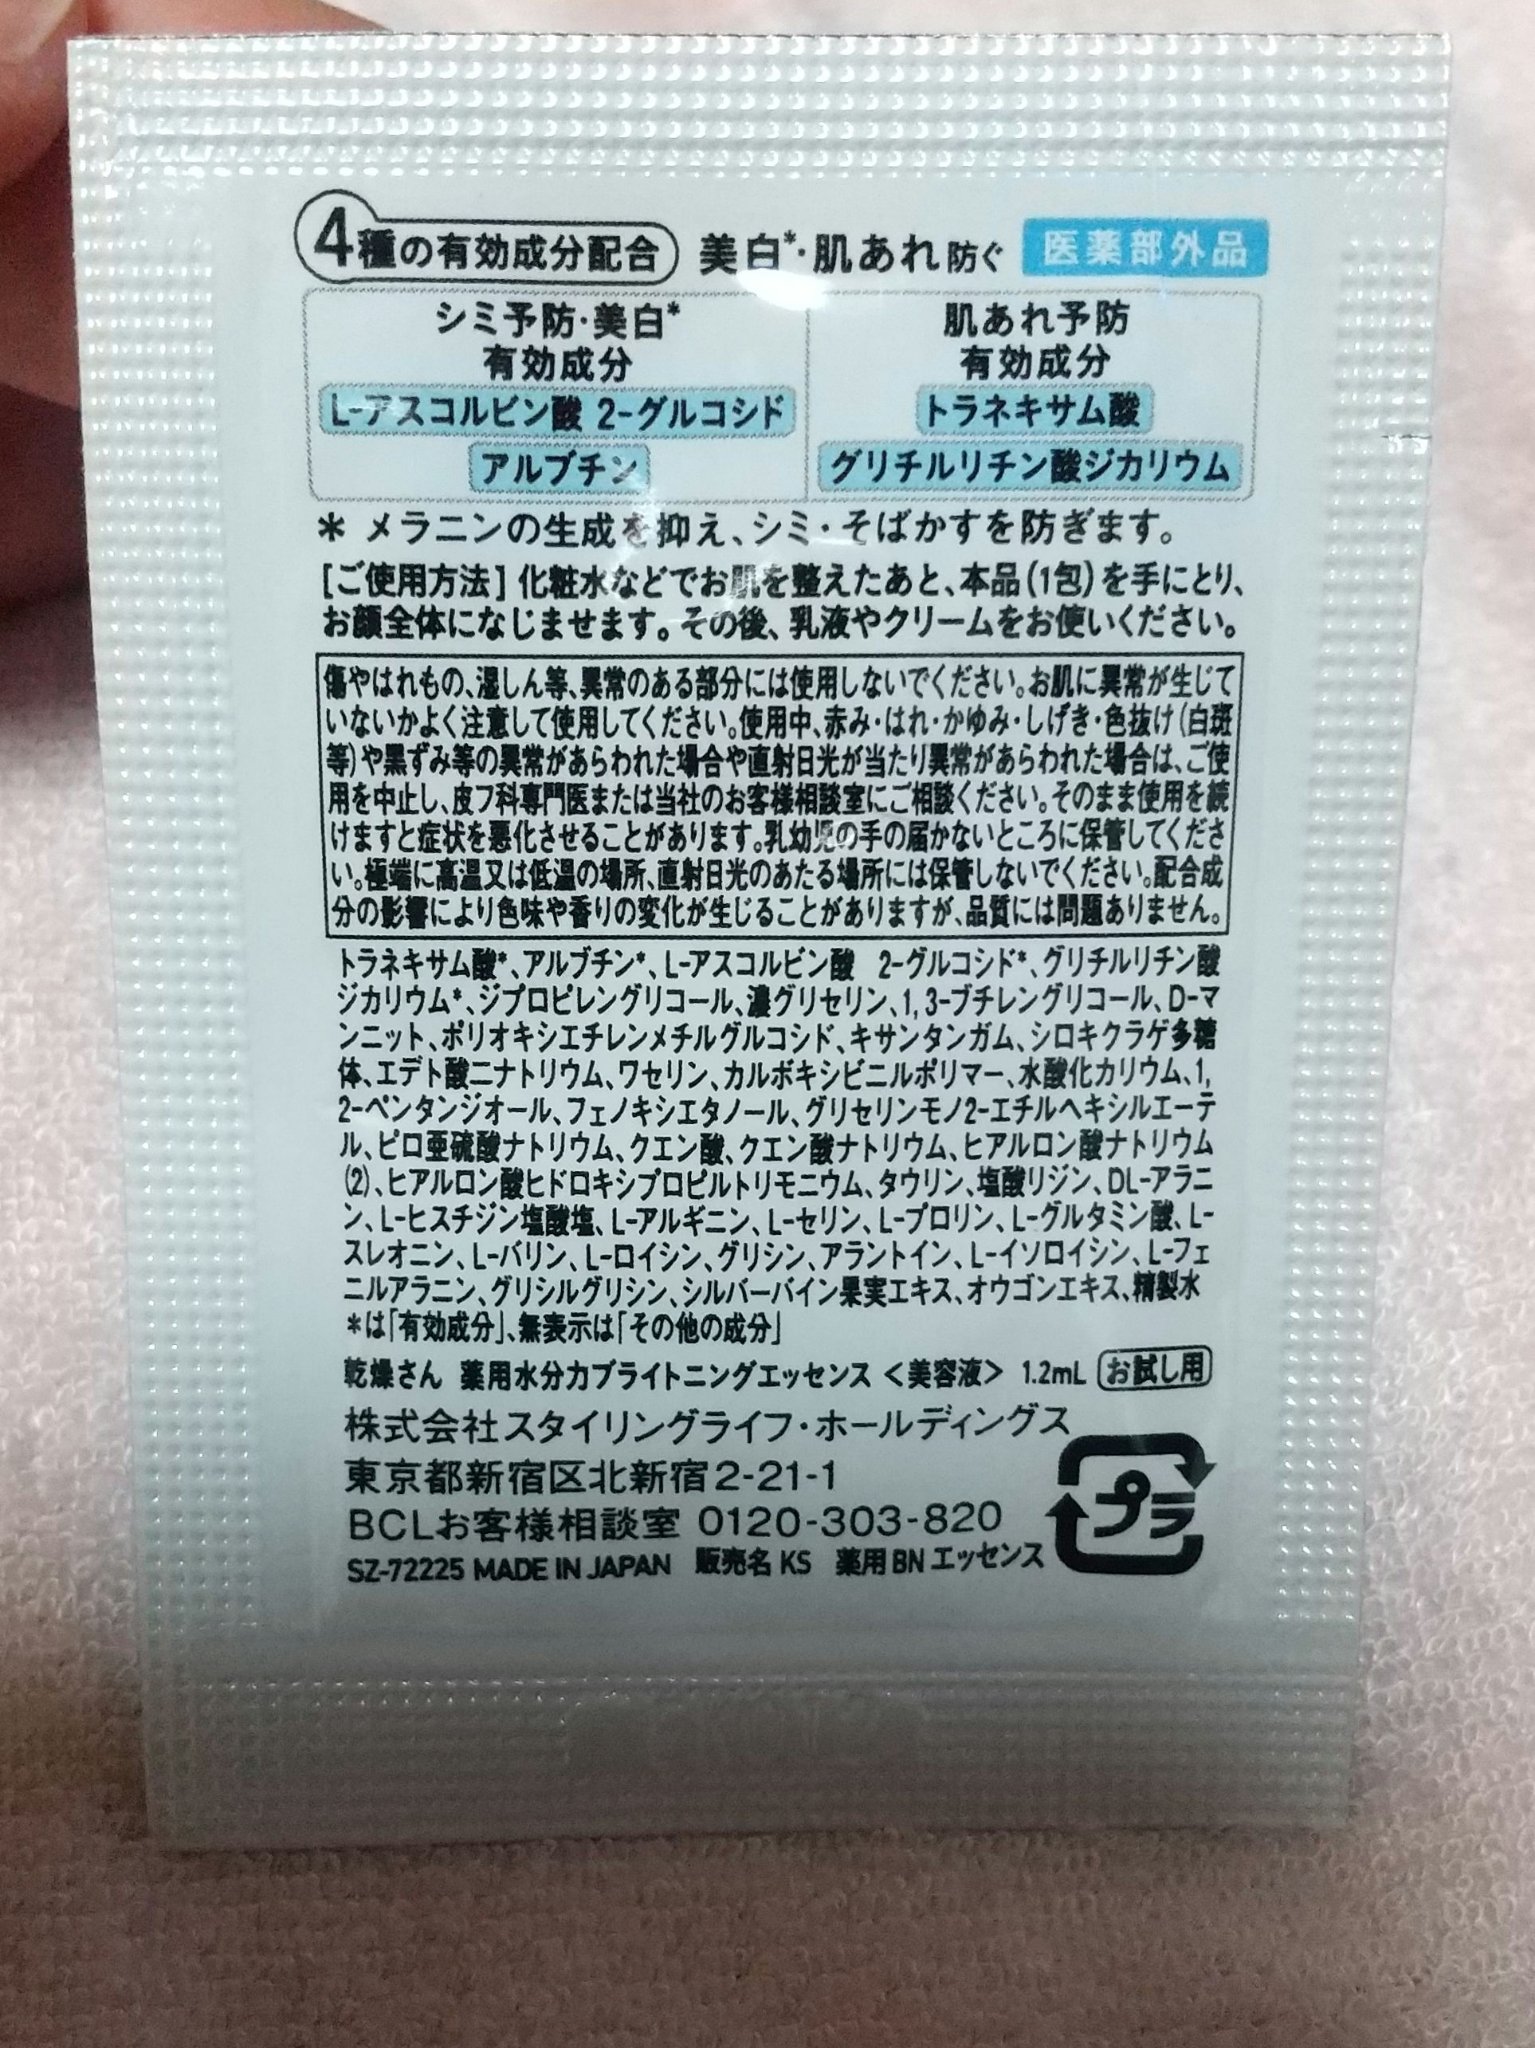 4種の有効成分配合 美白*・肌あれ防ぐ 医薬部外品
シミ予防・美白*
有効成分
L-アスコルビン酸 2-グルコシド
アルブチン
肌あれ予防
有効成分
トラネキサム酸
グリチルリチン酸ジカリウム
* メラニンの生成を抑え、シミ・そばかすを防ぎます。
[ご使用方法] 化粧水などでお肌を整えたあと、本品(1包)を手にとり、
お顔全体になじませます。その後、乳液やクリームをお使いください。
傷やはれもの、湿しん等、異常のある部分には使用しないでください。お肌に異常が生じて
いないかよく注意して使用してください。使用中、赤み・はれ・かゆみ・しげき・色抜け(白斑
等)や黒ずみ等の異常があらわれた場合や直射日光が当たり異常があらわれた場合は、ご使
用を中止し、皮フ科専門医または当社のお客様相談室にご相談ください。そのまま使用を続
けますと症状を悪化させることがあります。乳幼児の手の届かないところに保管してくださ
い。極端に高温又は低温の場所、直射日光のあたる場所には保管しないでください。配合成
分の影響により色味や香りの変化が生じることがありますが、品質には問題ありません。
トラネキサム酸*、アルブチン*、L-アスコルビン酸 2-グルコシド*、グリチルリチン酸
ジカリウム*、ジプロピレングリコール、濃グリセリン、1,3-ブチレングリコール、D-マ
ンニット、ポリオキシエチレンメチルグルコシド、キサンタンガム、シロキクラゲ多糖
体、エデト酸二ナトリウム、ワセリン、カルボキシビニルポリマー、水酸化カリウム、1,
2-ペンタンジオール、フェノキシエタノール、グリセリンモノ2-エチルヘキシルエーテ
ル、ピロ亜硫酸ナトリウム、クエン酸、クエン酸ナトリウム、ヒアルロン酸ナトリウム
(2)、ヒアルロン酸ヒドロキシプロピルトリモニウム、タウリン、塩酸リジン、DL-アラニ
ン、L-ヒスチジン塩酸塩、L-アルギニン、L-セリン、L-プロリン、L-グルタミン酸、L-
スレオニン、L-バリン、L-ロイシン、グリシン、アラントイン、L-イソロイシン、L-フェ
ニルアラニン、グリシルグリシン、シルバーバイン果実エキス、オウゴンエキス、精製水
*は「有効成分」、無表示は「その他の成分」
乾燥さん 薬用水分力ブライトニングエッセンス <美容液> 1.2mL お試し用
株式会社スタイリングライフ・ホールディングス
東京都新宿区北新宿2-21-1
BCLお客様相談室 0120-303-820
SZ-72225 MADE IN JAPAN 販売名 KS 薬用BN エッセンス
プラ